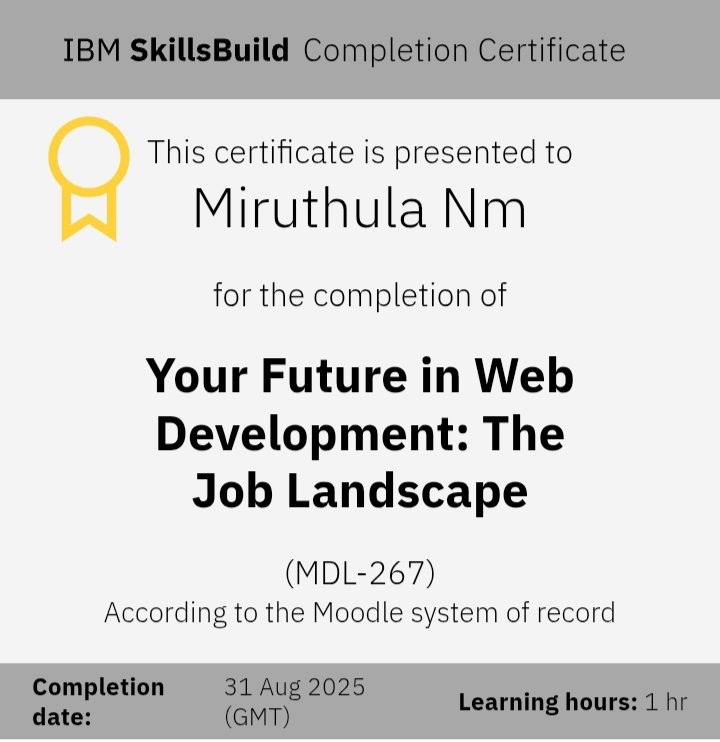 IBM SkillsBuild Completion Certificate
This certificate is presented to
Miruthula Nm
for the completion of
Your Future in Web
Development: The
Job Landscape
(MDL-267)
According to the Moodle system of record
Completion
date:
31 Aug 2025
(GMT)
Learning hours: 1 hr